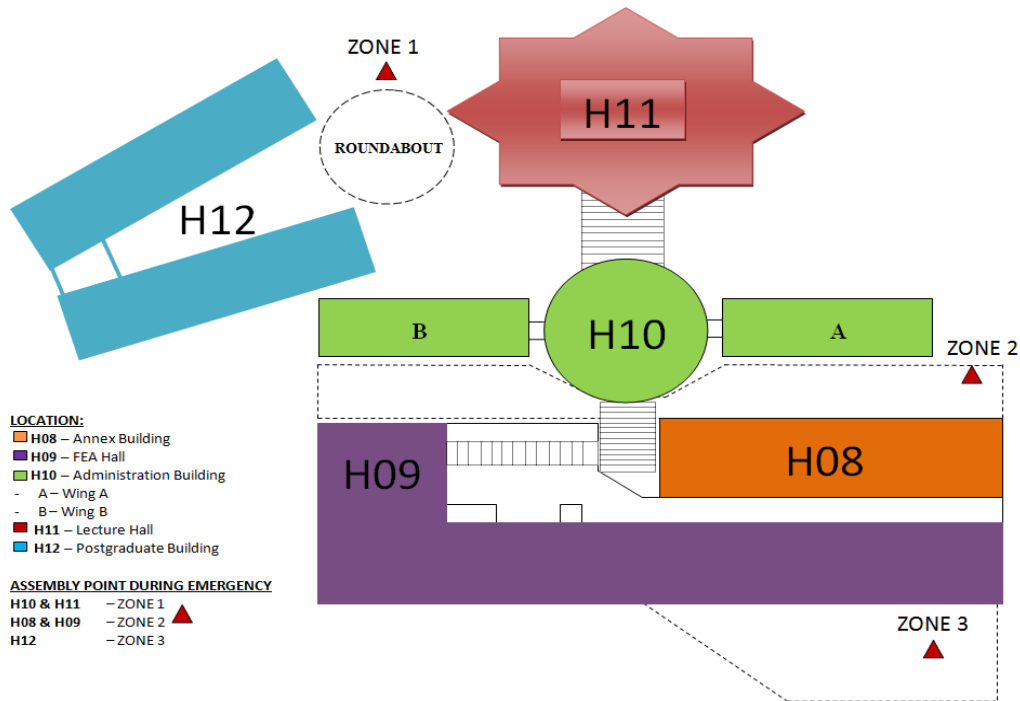 ZONE 1
H11
ROUNDABOUT
H12
B
H10
A
ZONE 2
LOCATION:
H08 – Annex Building
H09 – FEA Hall
H10 – Administration Building
- A – Wing A
- B – Wing B
H11 – Lecture Hall
H12 – Postgraduate Building
H09
H08
ASSEMBLY POINT DURING EMERGENCY
H10 & H11 – ZONE 1
H08 & H09 – ZONE 2
H12 – ZONE 3
ZONE 3